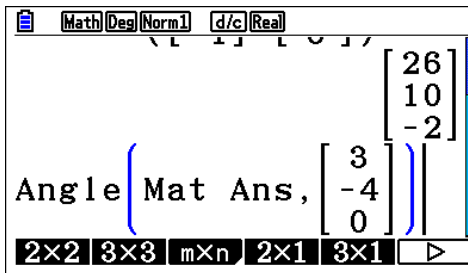 Math Deg Norm1 d/c Real
[26
10
-2]
Angle(Mat Ans,[3
-4
0])
2×2 3×3 m×n 2×1 3×1 ▷